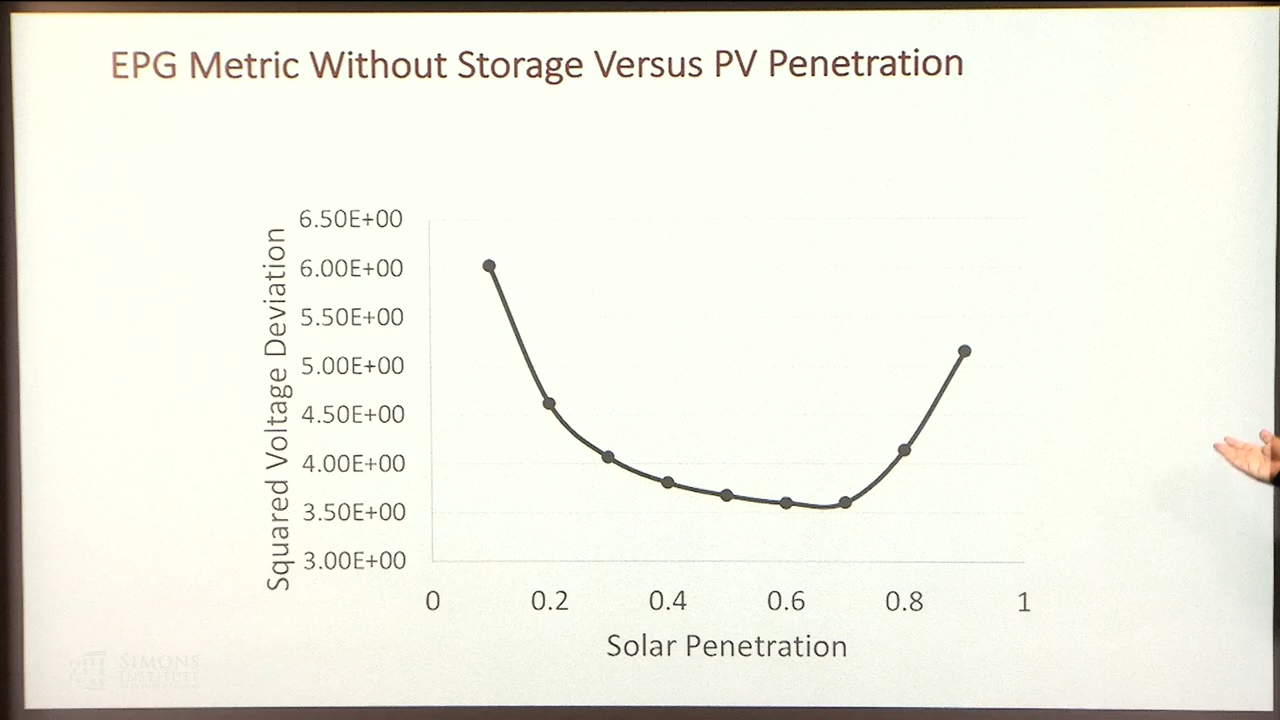 EPG Metric Without Storage Versus PV Penetration
Squared Voltage Deviation
6.50E+00
6.00E+00
5.50E+00
5.00E+00
4.50E+00
4.00E+00
3.50E+00
3.00E+00
0 0.2 0.4 0.6 0.8 1
Solar Penetration
SIMONS
INSTITUTE